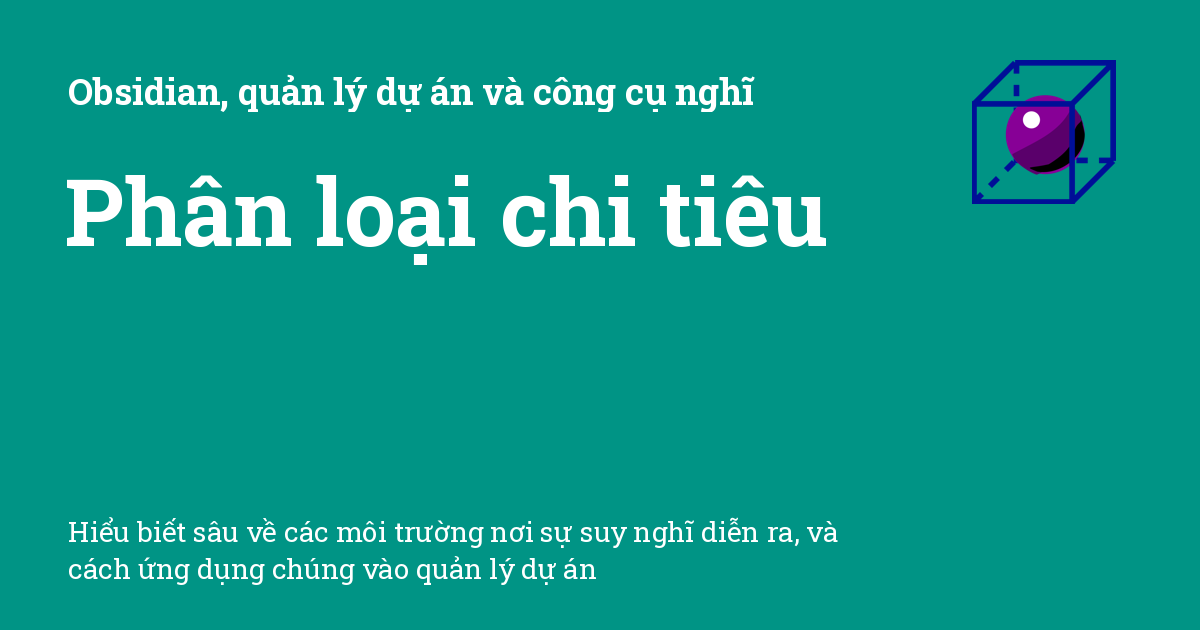 Obsidian, quản lý dự án và công cụ nghĩ
Phân loại chi tiêu
Hiểu biết sâu về các môi trường nơi sự suy nghĩ diễn ra, và
cách ứng dụng chúng vào quản lý dự án